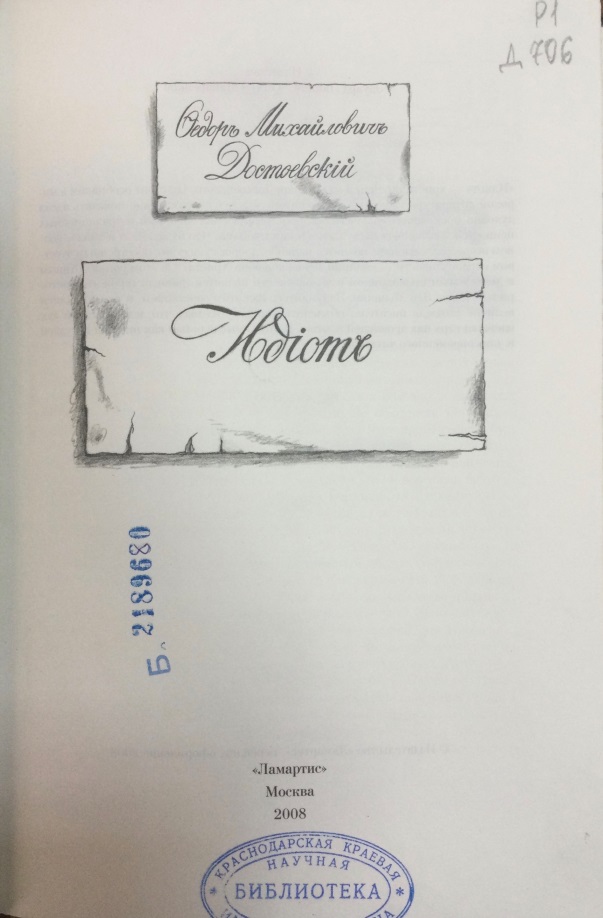 Р1
Д 706
Ѳедоръ Михайловичъ
Достоевскій
Идіотъ
Б. 2189680
«Ламартис»
Москва
2008
* КРАСНОДАРСКАЯ КРАЕВАЯ *
НАУЧНАЯ
БИБЛИОТЕКА